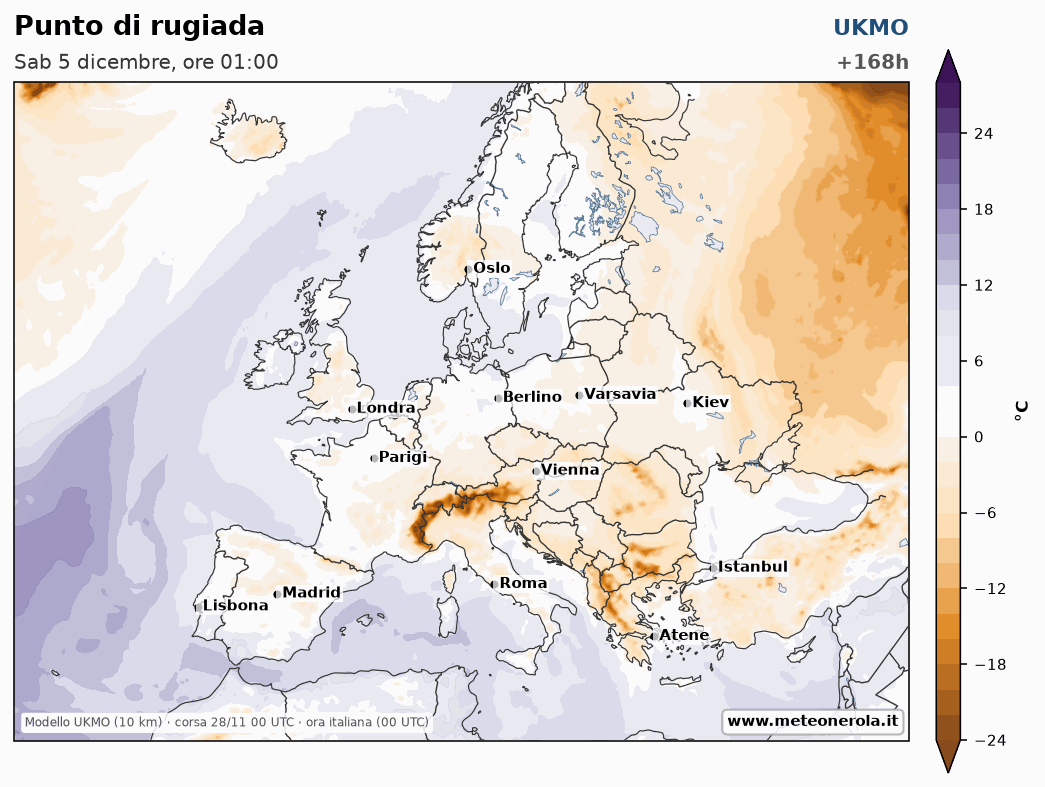 Punto di rugiada
UKMO
Sab 5 dicembre, ore 01:00
+168h
24
18
12
6
0
−6
−12
−18
−24
°C
Oslo
Londra
Berlino
Varsavia
Kiev
Parigi
Vienna
Istanbul
Roma
Madrid
Lisbona
Atene
Modello UKMO (10 km) · corsa 28/11 00 UTC · ora italiana (00 UTC)
www.meteonerola.it